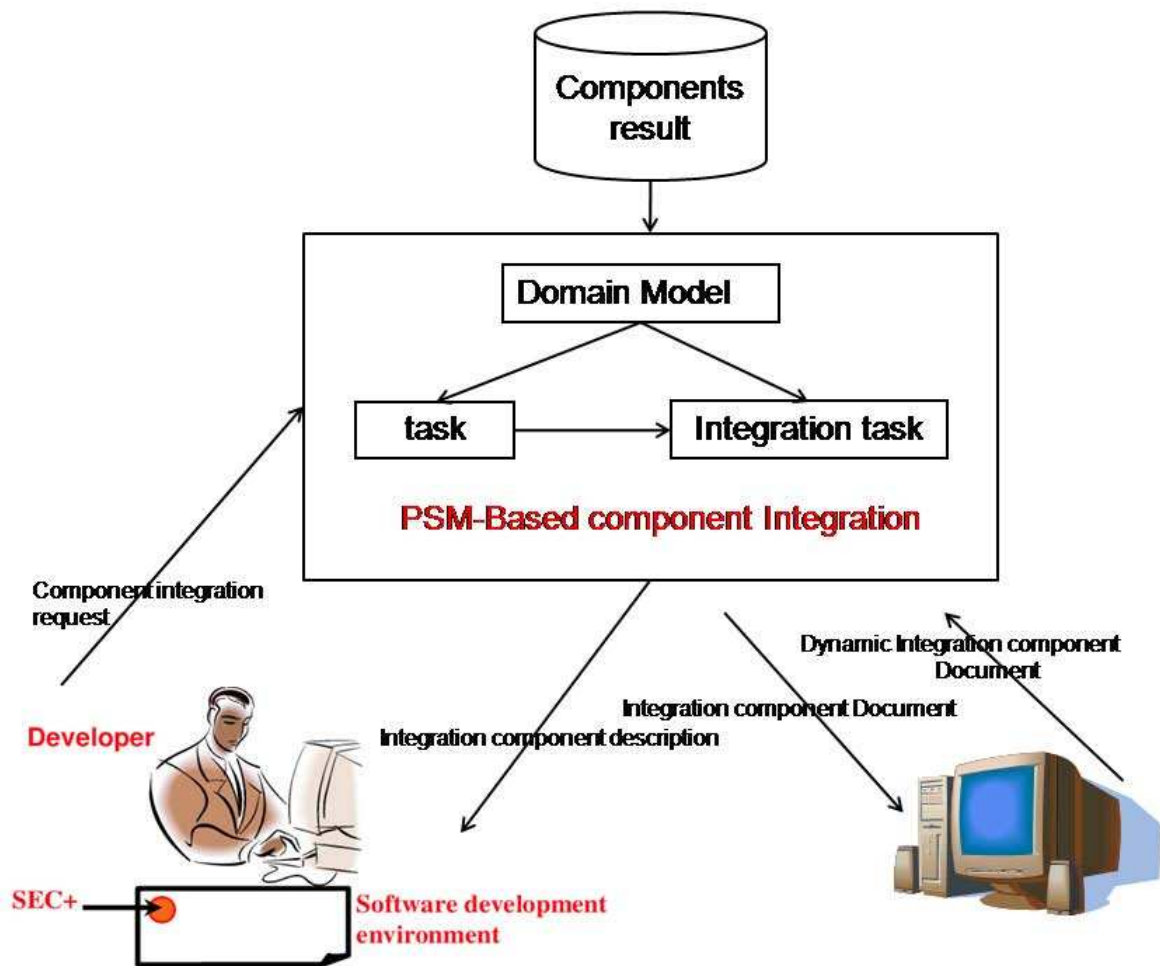 Components
result
Domain Model
task
Integration task
PSM-Based component Integration
Component integration
request
Dynamic Integration component
Document
Integration component Document
Developer
Integration component description
SEC+
Software development
environment